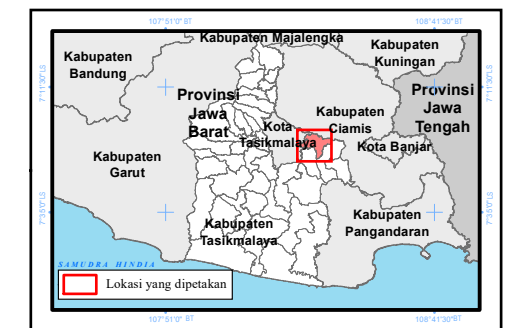 107°51'0" BT 108°41'30"BT
Kabupaten Majalengka
Kabupaten
Kuningan
Kabupaten
Bandung
7°11'30"LS
7°11'30"LS
Provinsi
Jawa
Barat
Provinsi
Jawa
Tengah
Kabupaten
Ciamis
Kota
Tasikmalaya
Kota Banjar
Kabupaten
Garut
Kabupaten
Tasikmalaya
Kabupaten
Pangandaran
7°35'0"LS
7°35'0"LS
SAMUDRA HINDIA
Lokasi yang dipetakan
107°51'0" BT 108°41'30"BT